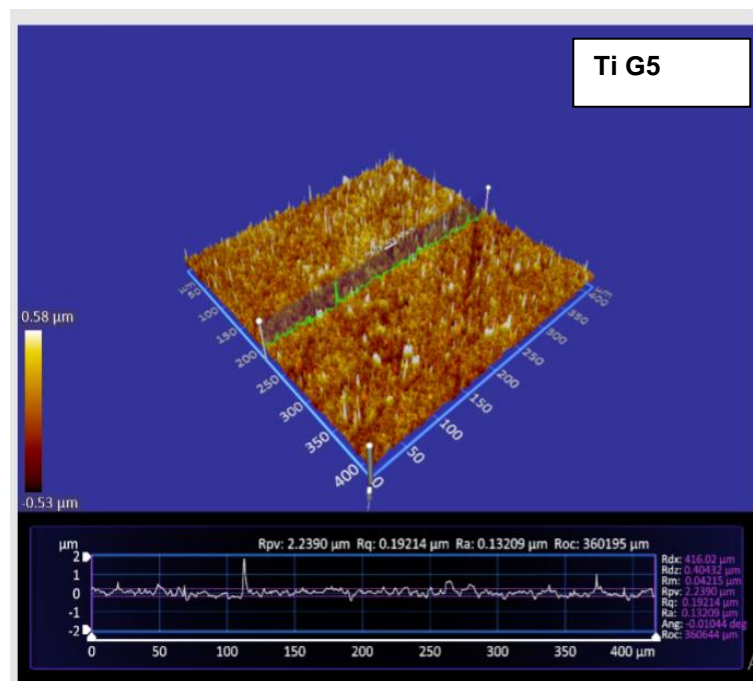 Ti G5
0.58 µm
-0.53 µm
µm
50
100
150
200
250
300
350
400
0
50
100
150
200
250
300
350
400
µm
µm
Rpv: 2.2390 µm Rq: 0.19214 µm Ra: 0.13209 µm Roc: 360195 µm
2
1
0
-1
-2
0 50 100 150 200 250 300 350 400 µm
Rdx: 416.02 µm
Rdz: 0.40432 µm
Rm: 0.04215 µm
Rpv: 2.2390 µm
Rq: 0.19214 µm
Ra: 0.13209 µm
Ang: -0.01044 deg
Roc: 360644 µm